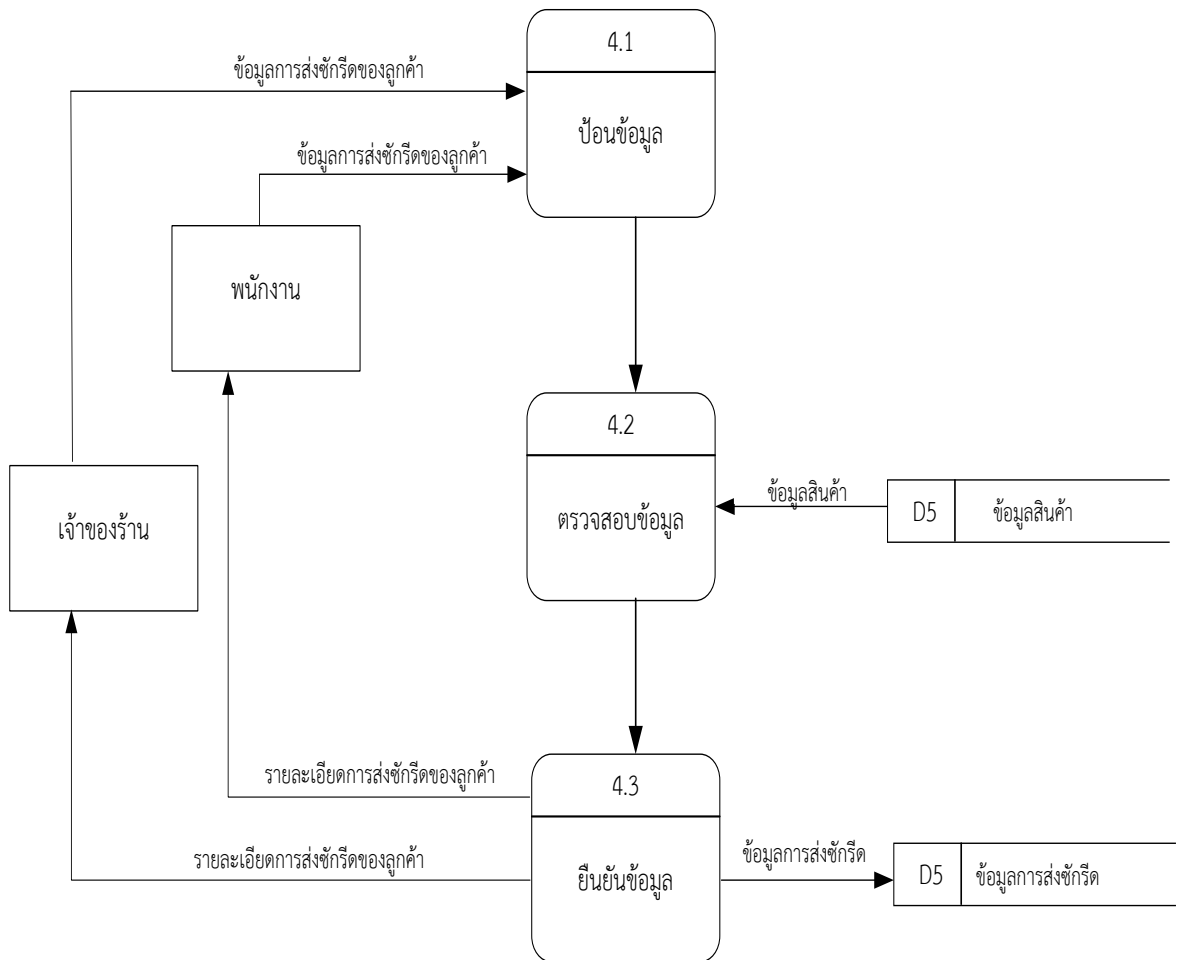 4.1
ข้อมูลการส่งซักรีดของลูกค้า
ป้อนข้อมูล
ข้อมูลการส่งซักรีดของลูกค้า
พนักงาน
4.2
ข้อมูลสินค้า
D5
ข้อมูลสินค้า
ตรวจสอบข้อมูล
เจ้าของร้าน
รายละเอียดการส่งซักรีดของลูกค้า
4.3
รายละเอียดการส่งซักรีดของลูกค้า
ยืนยันข้อมูล
ข้อมูลการส่งซักรีด
D5
ข้อมูลการส่งซักรีด